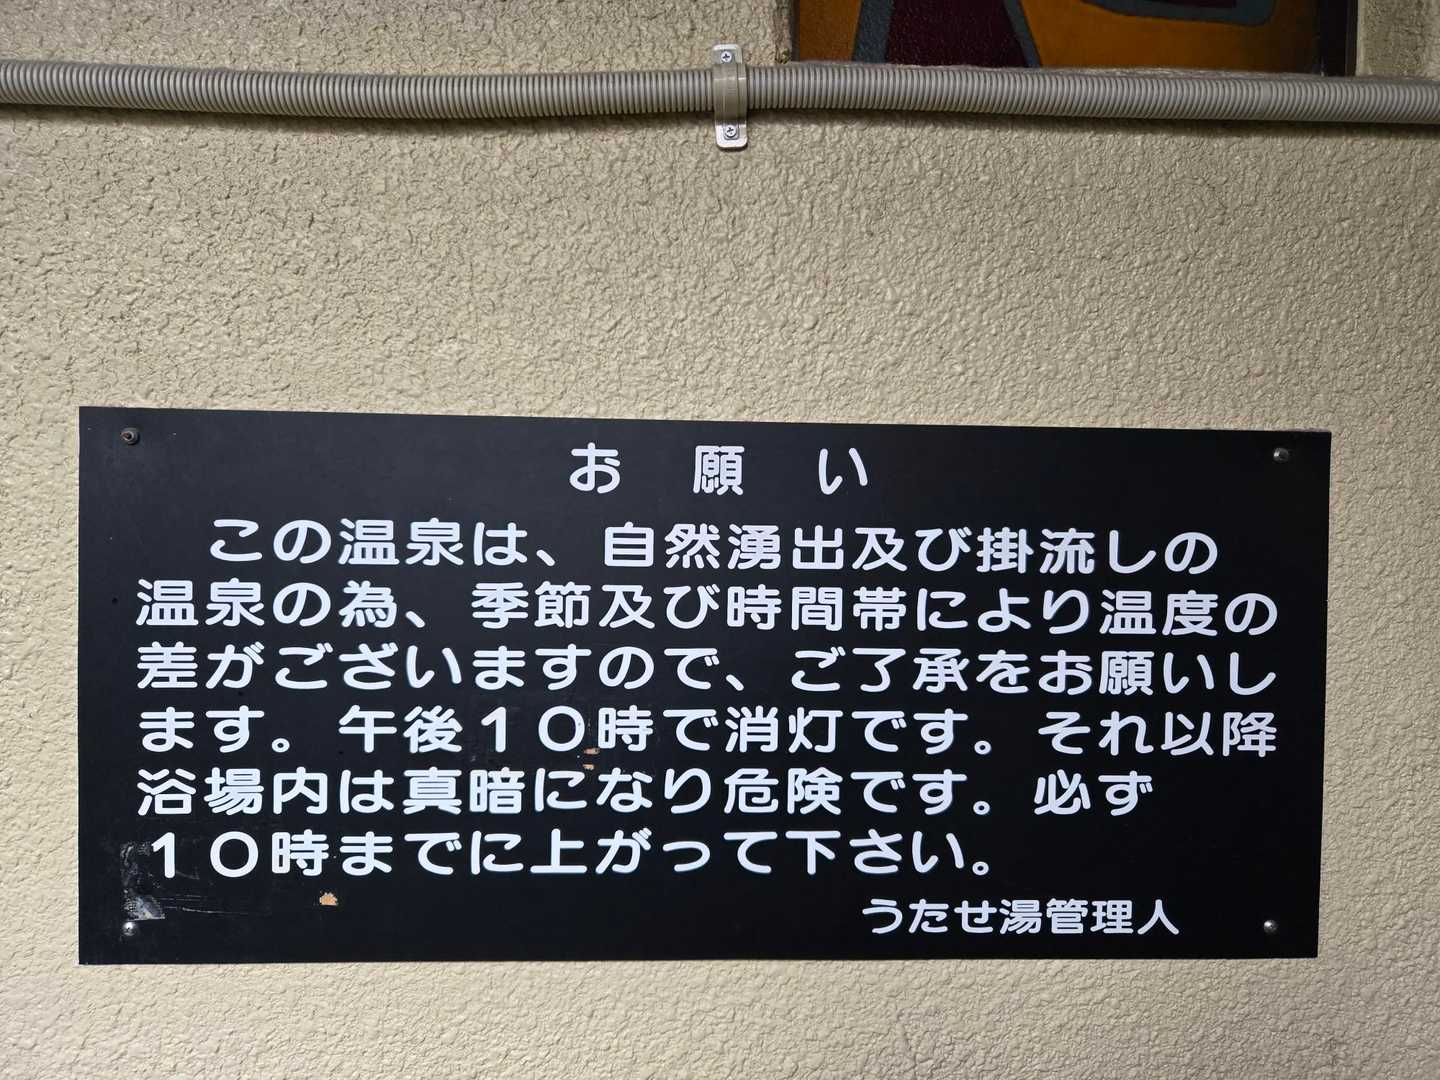 お願い
この温泉は、自然湧出及び掛流しの
温泉の為、季節及び時間帯により温度の
差がございますので、ご了承をお願いし
ます。午後１０時で消灯です。それ以降
浴場内は真暗になり危険です。必ず
１０時までに上がって下さい。
うたせ湯管理人